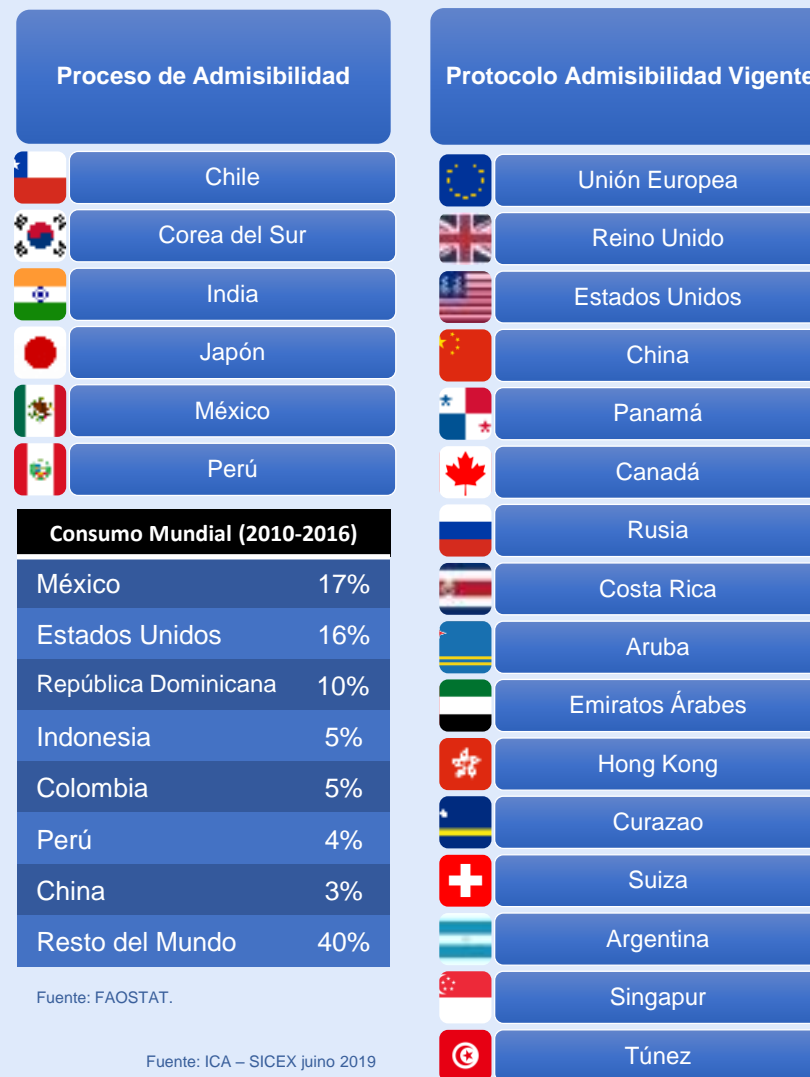 Proceso de Admisibilidad
Chile
Corea del Sur
India
Japón
México
Perú
Consumo Mundial (2010-2016)
México 17%
Estados Unidos 16%
República Dominicana 10%
Indonesia 5%
Colombia 5%
Perú 4%
China 3%
Resto del Mundo 40%
Fuente: FAOSTAT.
Fuente: ICA – SICEX juino 2019
Protocolo Admisibilidad Vigente
Unión Europea
Reino Unido
Estados Unidos
China
Panamá
Canadá
Rusia
Costa Rica
Aruba
Emiratos Árabes
Hong Kong
Curazao
Suiza
Argentina
Singapur
Túnez